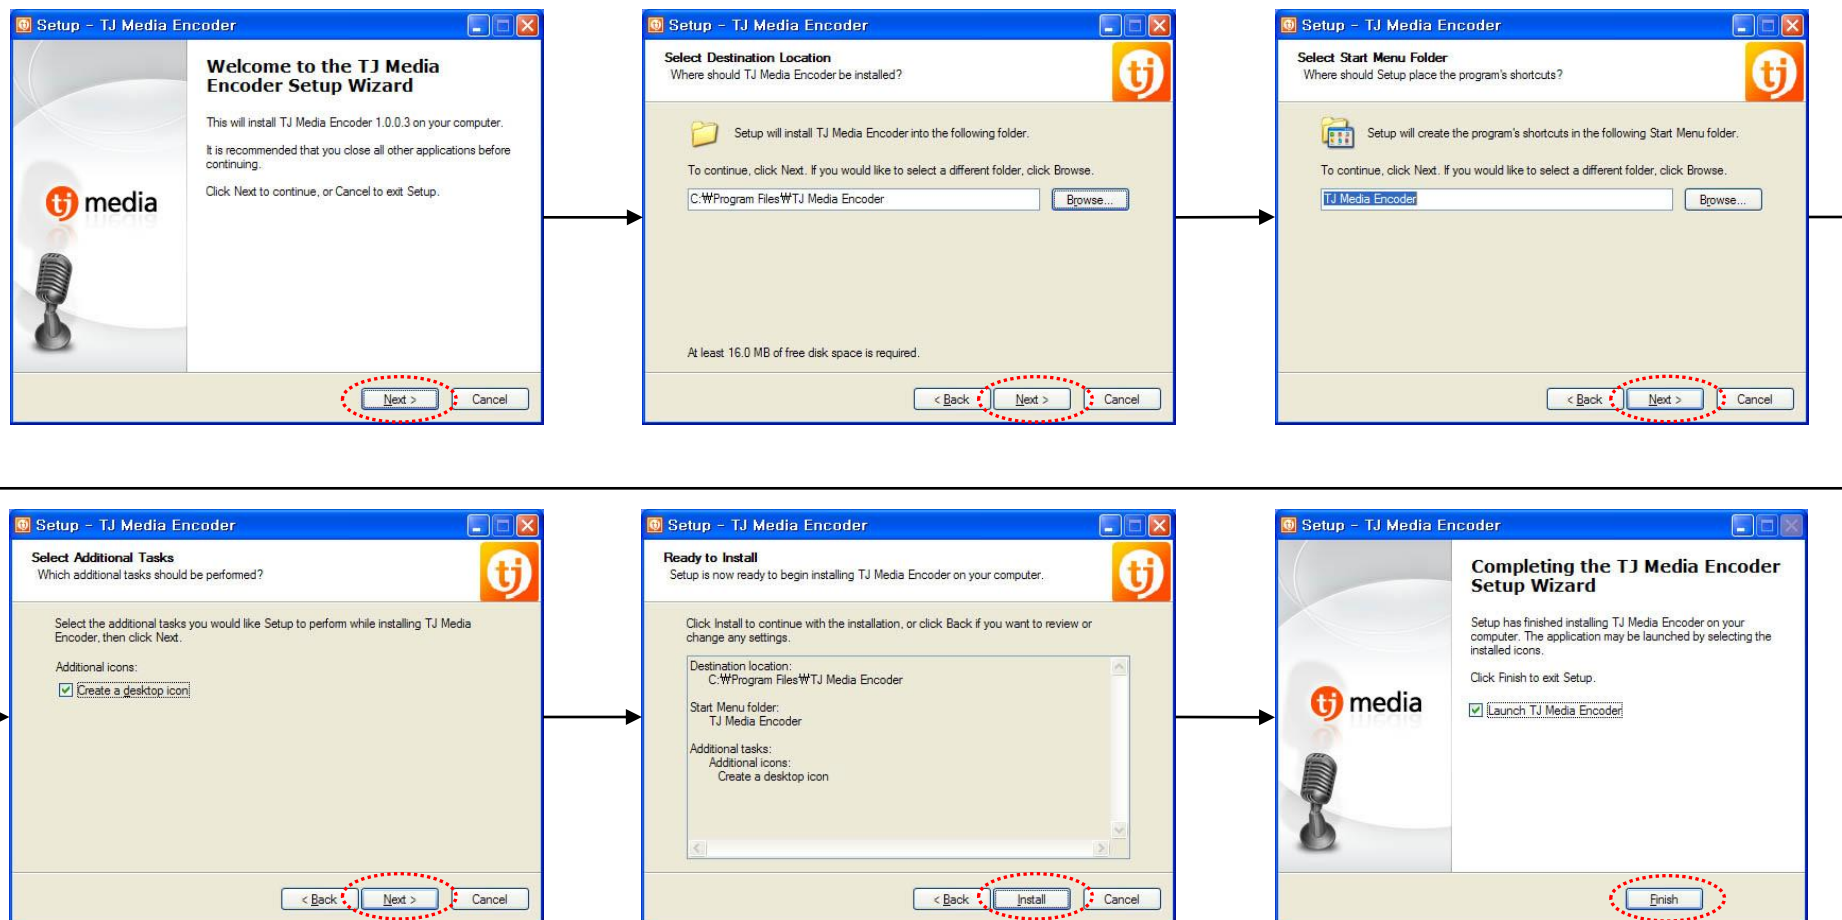 Setup - TJ Media Encoder
Welcome to the TJ Media
Encoder Setup Wizard
This will install TJ Media Encoder 1.0.0.3 on your computer.
It is recommended that you close all other applications before
continuing.
Click Next to continue, or Cancel to exit Setup.
tj media
Next >
Cancel
Setup - TJ Media Encoder
Select Destination Location
Where should TJ Media Encoder be installed?
tj
Setup will install TJ Media Encoder into the following folder.
To continue, click Next. If you would like to select a different folder, click Browse.
C:₩Program Files₩TJ Media Encoder
Browse...
At least 16.0 MB of free disk space is required.
< Back
Next >
Cancel
Setup - TJ Media Encoder
Select Start Menu Folder
Where should Setup place the program's shortcuts?
tj
Setup will create the program's shortcuts in the following Start Menu folder.
To continue, click Next. If you would like to select a different folder, click Browse.
TJ Media Encoder
Browse...
< Back
Next >
Cancel
Setup - TJ Media Encoder
Select Additional Tasks
Which additional tasks should be performed?
tj
Select the additional tasks you would like Setup to perform while installing TJ Media
Encoder, then click Next.
Additional icons:
Create a desktop icon
< Back
Next >
Cancel
Setup - TJ Media Encoder
Ready to Install
Setup is now ready to begin installing TJ Media Encoder on your computer.
tj
Click Install to continue with the installation, or click Back if you want to review or
change any settings.
Destination location:
C:₩Program Files₩TJ Media Encoder
Start Menu folder:
TJ Media Encoder
Additional tasks:
Additional icons:
Create a desktop icon
< Back
Install
Cancel
Setup - TJ Media Encoder
Completing the TJ Media Encoder
Setup Wizard
Setup has finished installing TJ Media Encoder on your
computer. The application may be launched by selecting the
installed icons.
Click Finish to exit Setup.
tj media
Launch TJ Media Encoder
Finish